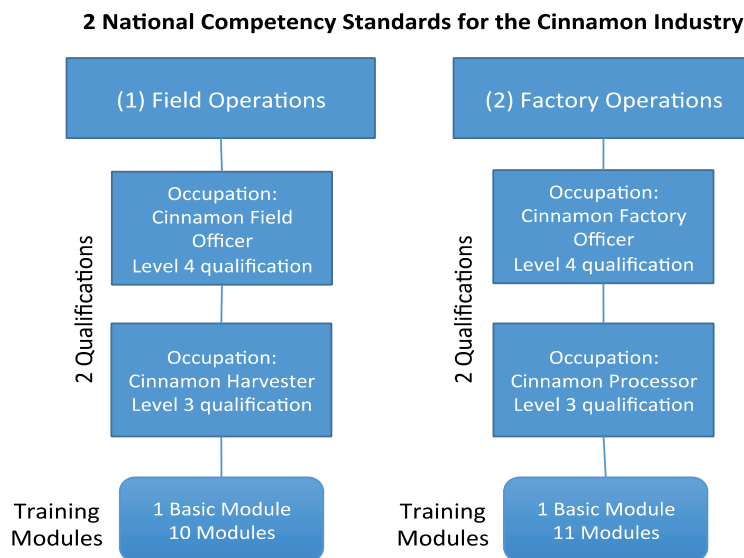 2 National Competency Standards for the Cinnamon Industry
(1) Field Operations
2 Qualifications
Occupation:
Cinnamon Field
Officer
Level 4 qualification
Occupation:
Cinnamon Harvester
Level 3 qualification
Training
Modules
1 Basic Module
10 Modules
(2) Factory Operations
2 Qualifications
Occupation:
Cinnamon Factory
Officer
Level 4 qualification
Occupation:
Cinnamon Processor
Level 3 qualification
Training
Modules
1 Basic Module
11 Modules